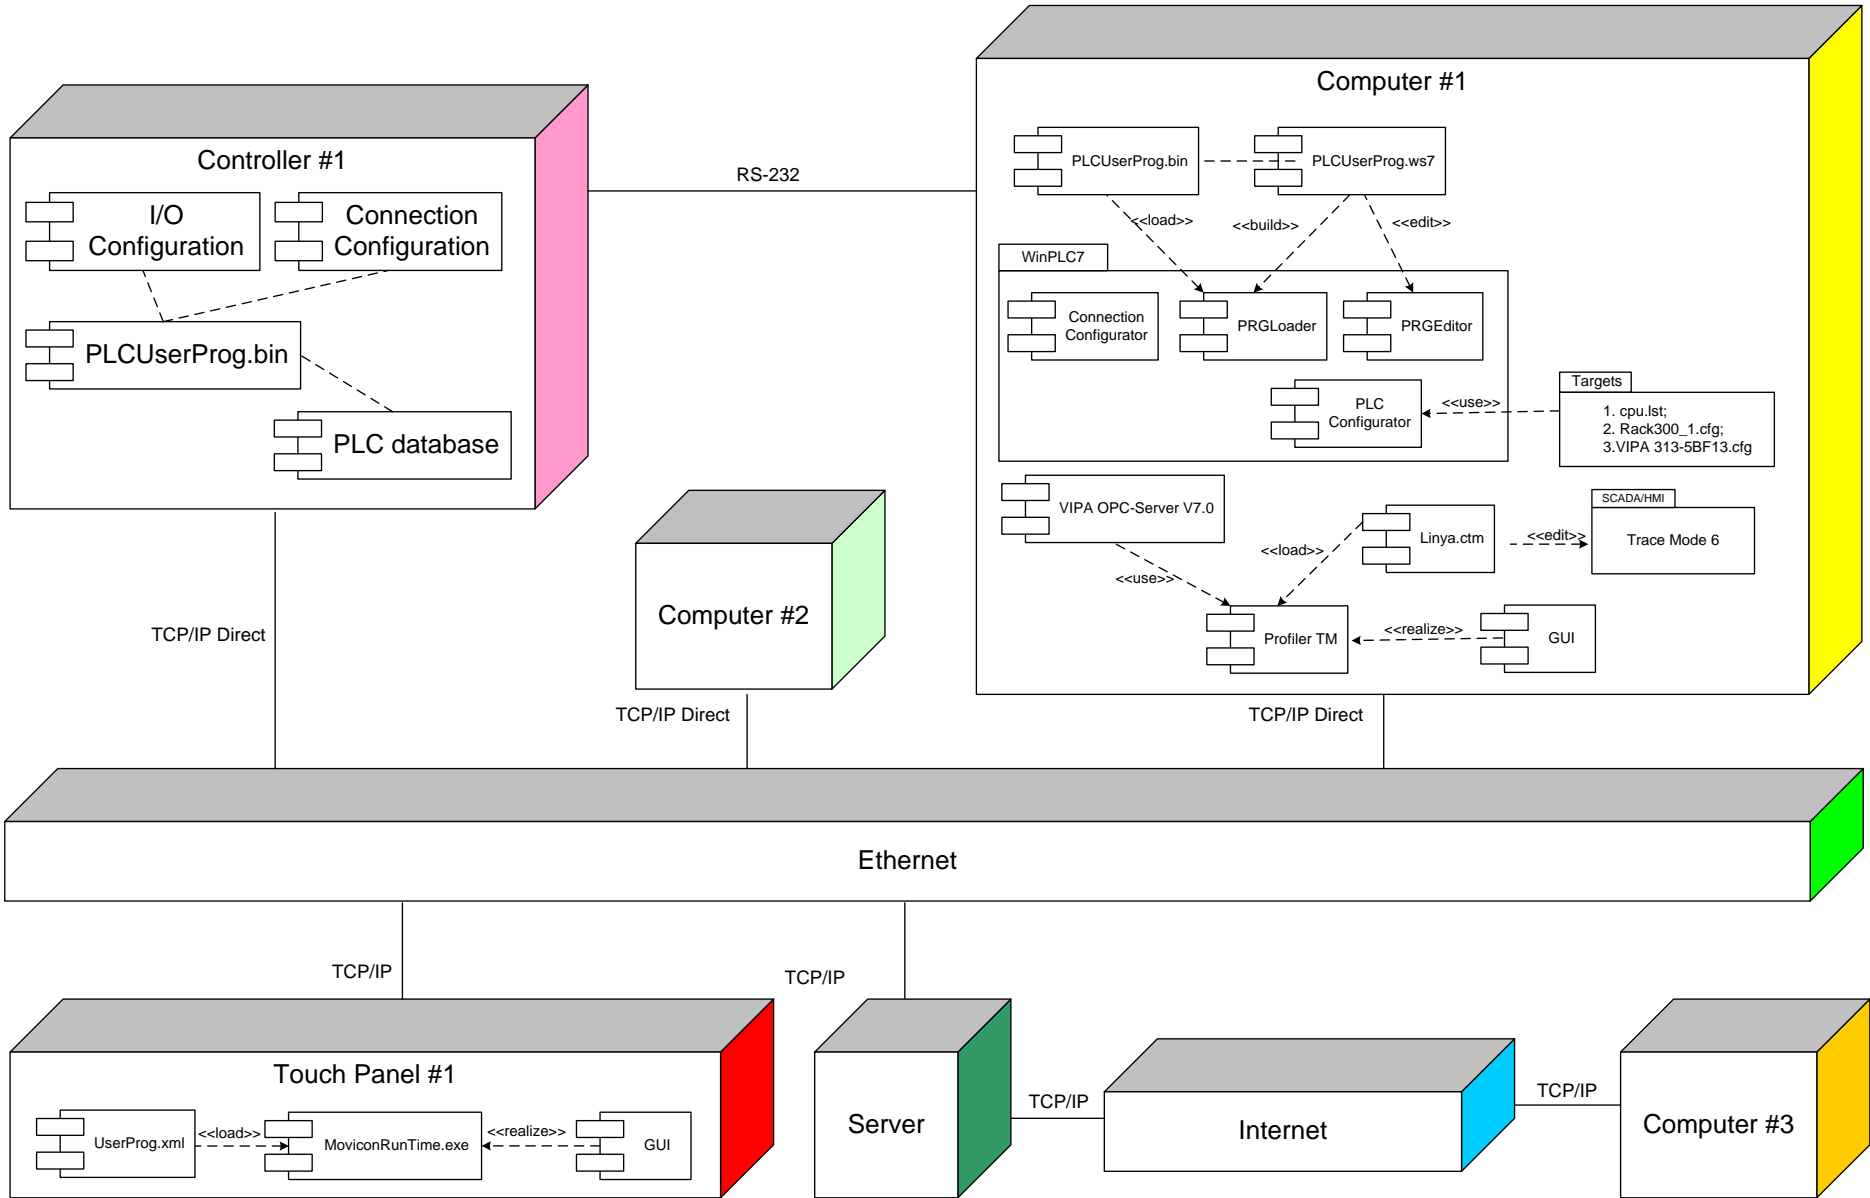 Computer #1
Controller #1
RS-232
PLCUserProg.bin
PLCUserProg.ws7
I/O
Configuration
Connection
Configuration
<<load>>
<<build>>
<<edit>>
WinPLC7
Connection
Configurator
PRGLoader
PRGEditor
PLCUserProg.bin
PLC
Configurator
<<use>>
Targets
1. cpu.lst;
2. Rack300_1.cfg;
3.VIPA 313-5BF13.cfg
PLC database
VIPA OPC-Server V7.0
Linya.ctm
<<edit>>
SCADA/HMI
Trace Mode 6
<<load>>
<<use>>
Computer #2
Profiler TM
<<realize>>
GUI
TCP/IP Direct
TCP/IP Direct
TCP/IP Direct
Ethernet
TCP/IP
TCP/IP
Touch Panel #1
UserProg.xml
<<load>>
MoviconRunTime.exe
<<realize>>
GUI
Server
TCP/IP
Internet
TCP/IP
Computer #3